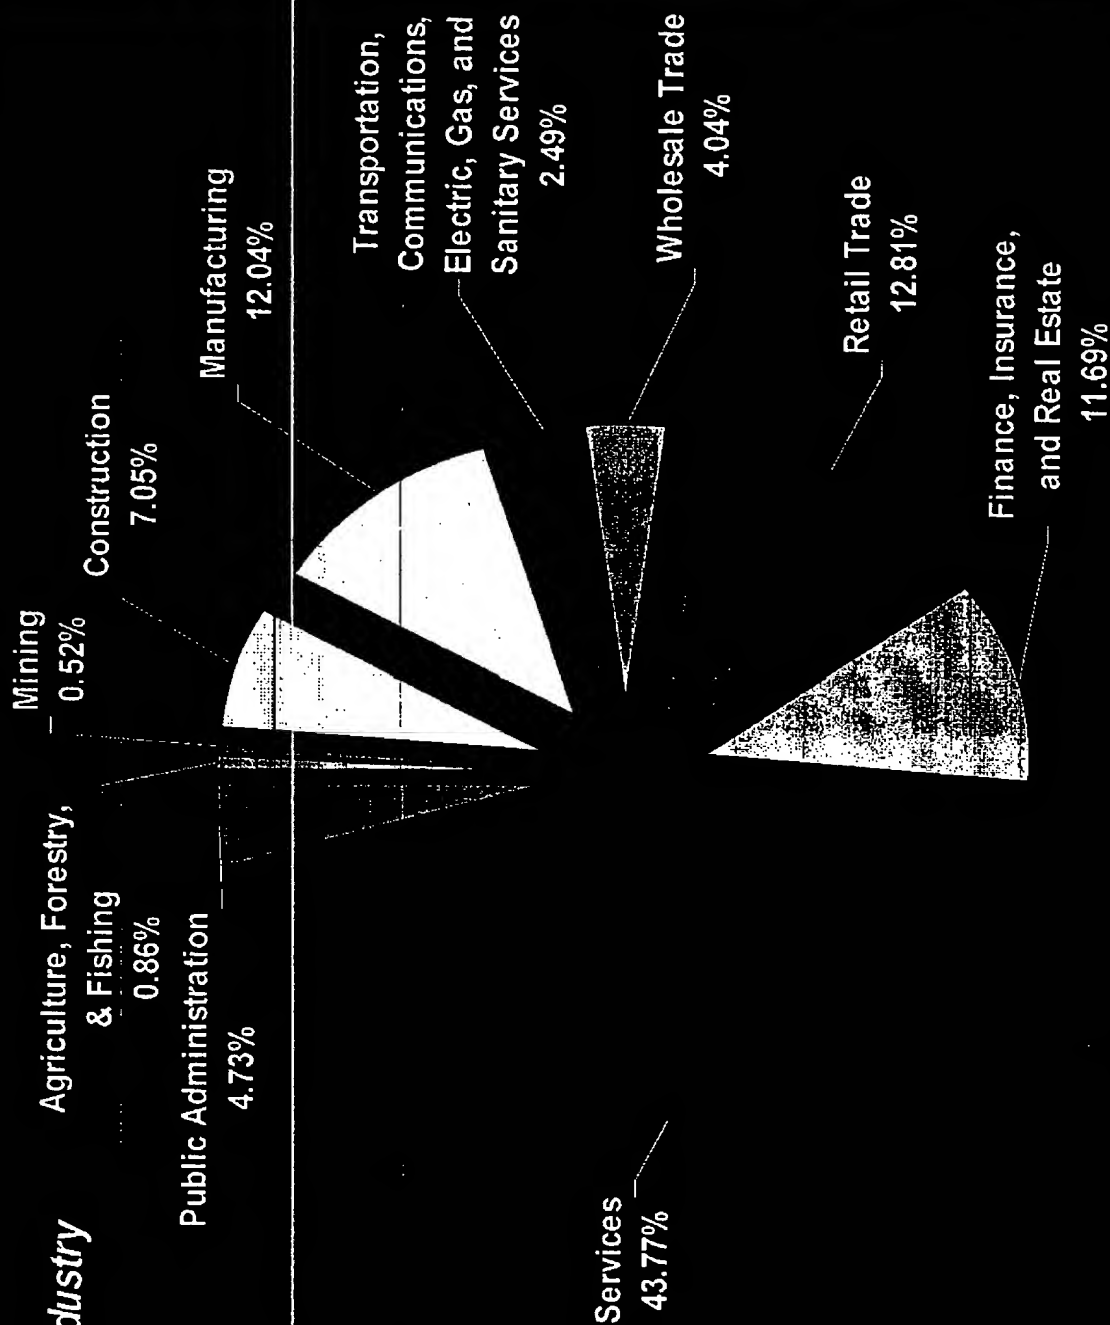 dustry
Mining
0.52%
Agriculture, Forestry,
& Fishing
0.86%
Public Administration
4.73%
Construction
7.05%
Manufacturing
12.04%
Transportation,
Communications,
Electric, Gas, and
Sanitary Services
2.49%
Wholesale Trade
4.04%
Retail Trade
12.81%
Finance, Insurance,
and Real Estate
11.69%
Services
43.77%